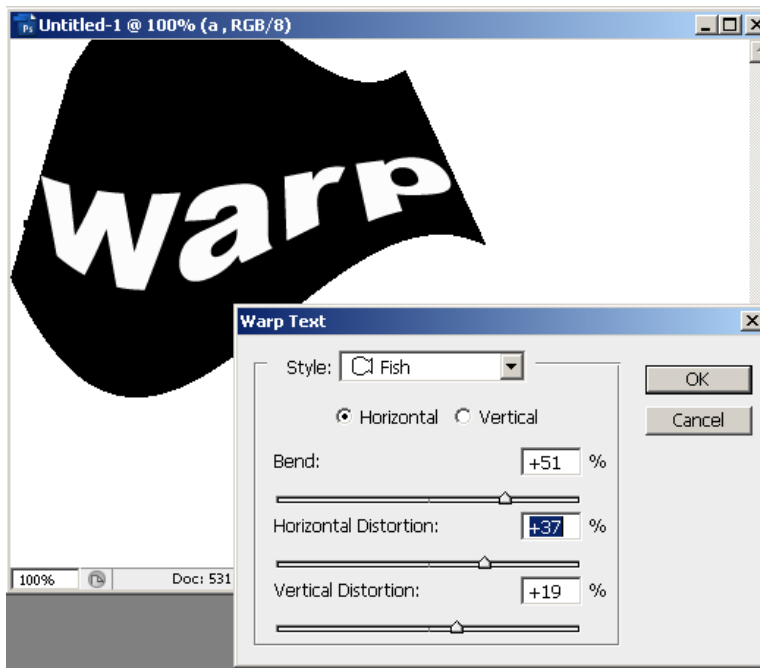 Ps Untitled-1 @ 100% (a , RGB/8)
Warp
Warp Text
Style: Fish
OK
Horizontal Vertical
Cancel
Bend: +51 %
Horizontal Distortion: +37 %
100% Doc: 531
Vertical Distortion: +19 %